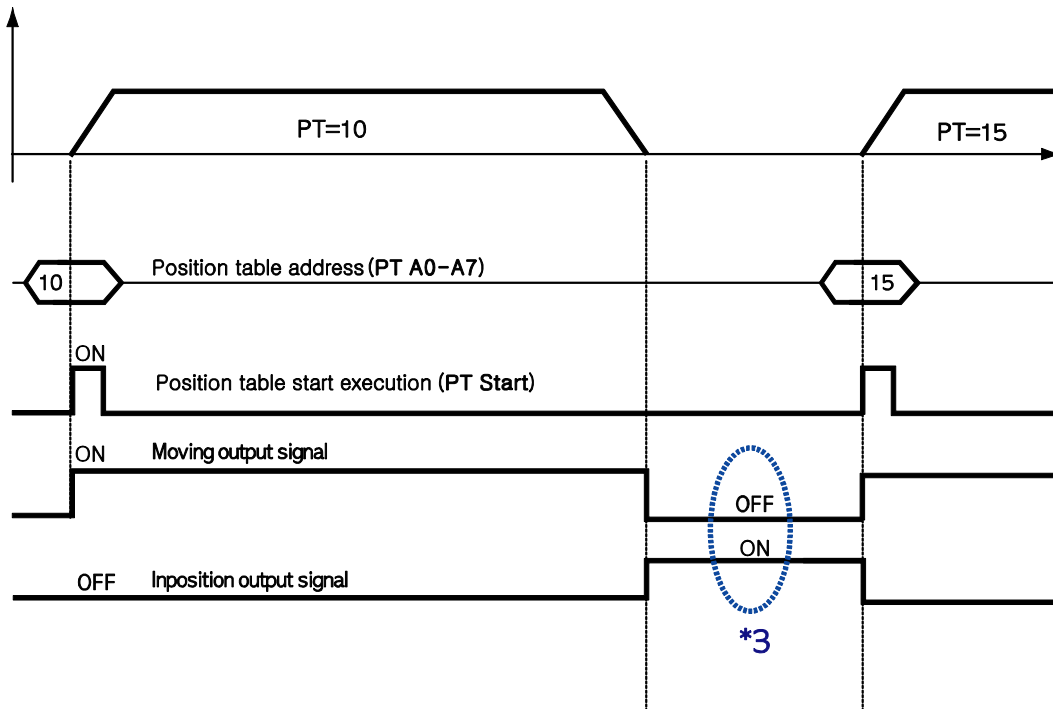 PT=10
PT=15
Position table address (PT A0-A7)
10
15
ON
Position table start execution (PT Start)
ON
Moving output signal
OFF
ON
OFF
Inposition output signal
*3